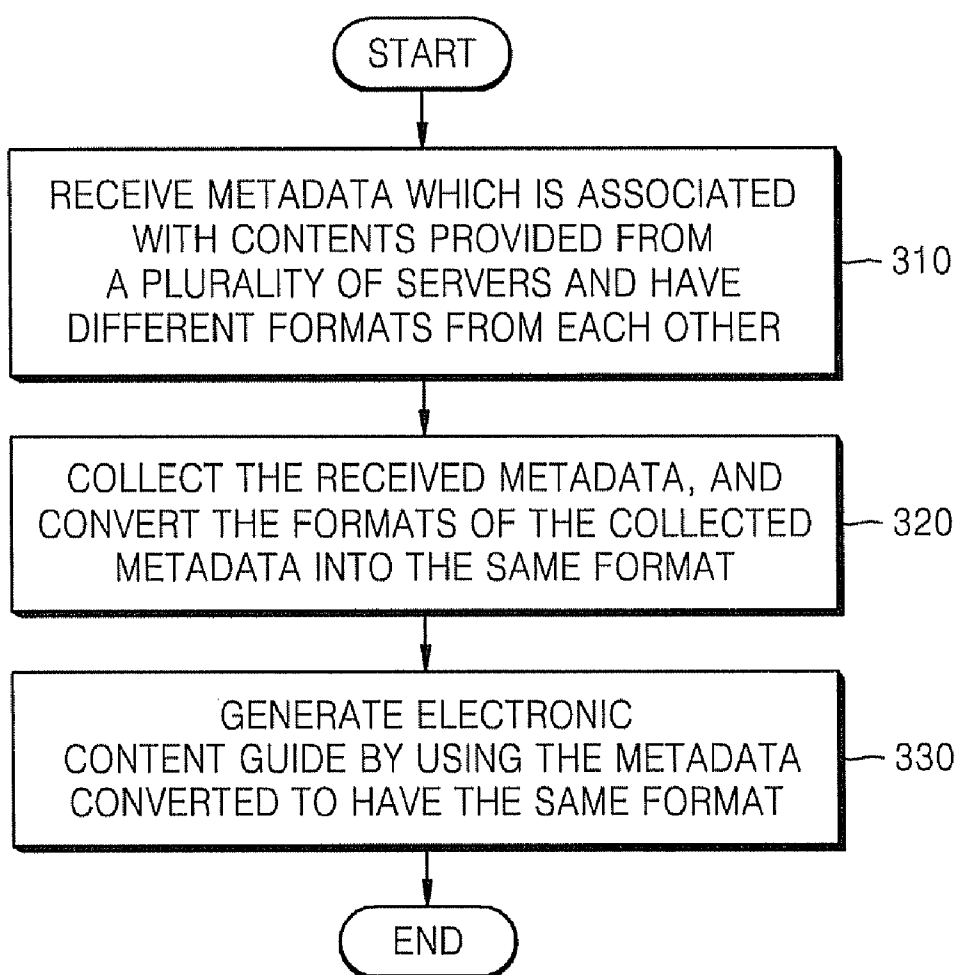 START
RECEIVE METADATA WHICH IS ASSOCIATED
WITH CONTENTS PROVIDED FROM
A PLURALITY OF SERVERS AND HAVE
DIFFERENT FORMATS FROM EACH OTHER
310
COLLECT THE RECEIVED METADATA, AND
CONVERT THE FORMATS OF THE COLLECTED
METADATA INTO THE SAME FORMAT
320
GENERATE ELECTRONIC
CONTENT GUIDE BY USING THE METADATA
CONVERTED TO HAVE THE SAME FORMAT
330
END